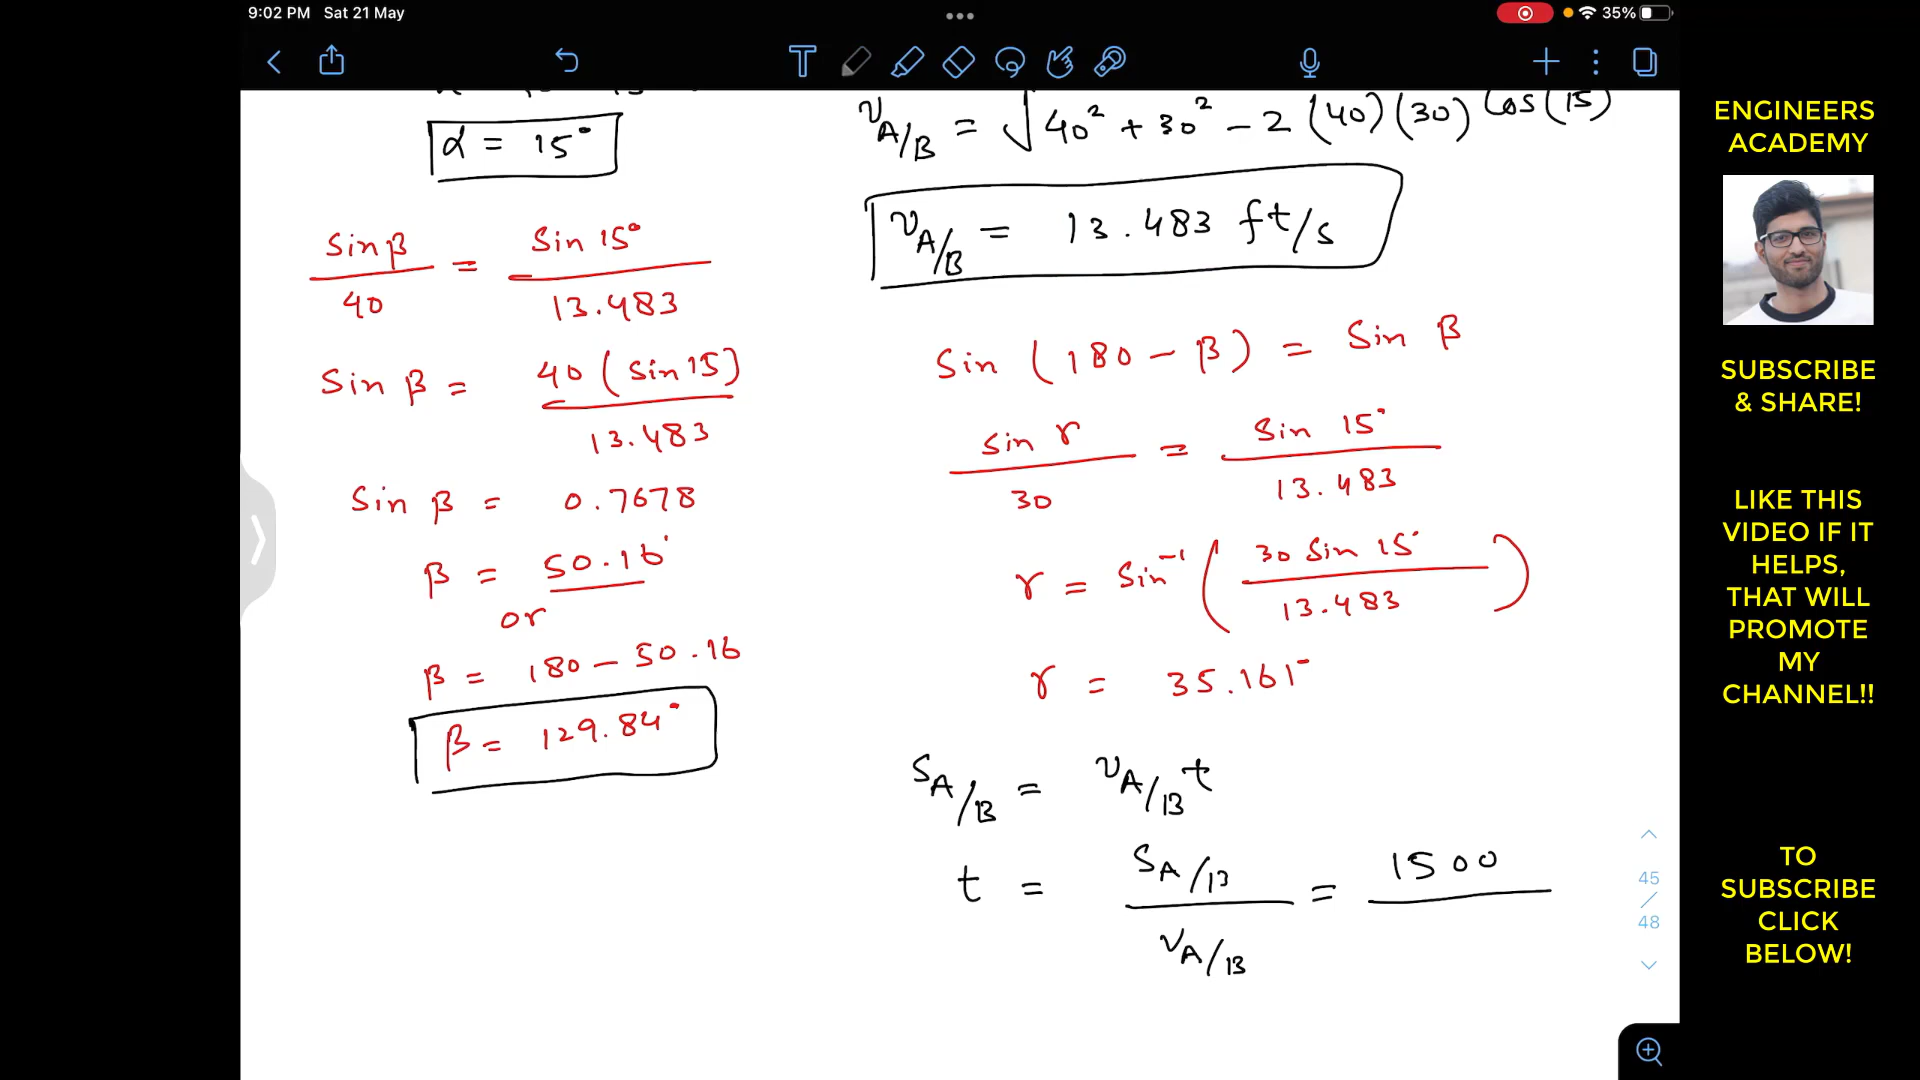 9:02 PM Sat 21 May
35%
α = 15°
sinβ / 40 = sin 15° / 13.483
sin β = 40 (sin 15) / 13.483
sin β = 0.7678
β = 50.16°
or
β = 180 - 50.16
β = 129.84°
v_A/B = √40² + 30² - 2 (40)(30) cos(15)
v_A/B = 13.483 ft/s
sin (180 - β) = sin β
sin γ / 30 = sin 15° / 13.483
γ = sin⁻¹ ( 30 sin 15° / 13.483 )
γ = 35.161°
S_A/B = v_A/B t
t = S_A/B / v_A/B = 1500
45 / 48
ENGINEERS
ACADEMY
SUBSCRIBE
& SHARE!
LIKE THIS
VIDEO IF IT
HELPS,
THAT WILL
PROMOTE
MY
CHANNEL!!
TO
SUBSCRIBE
CLICK
BELOW!